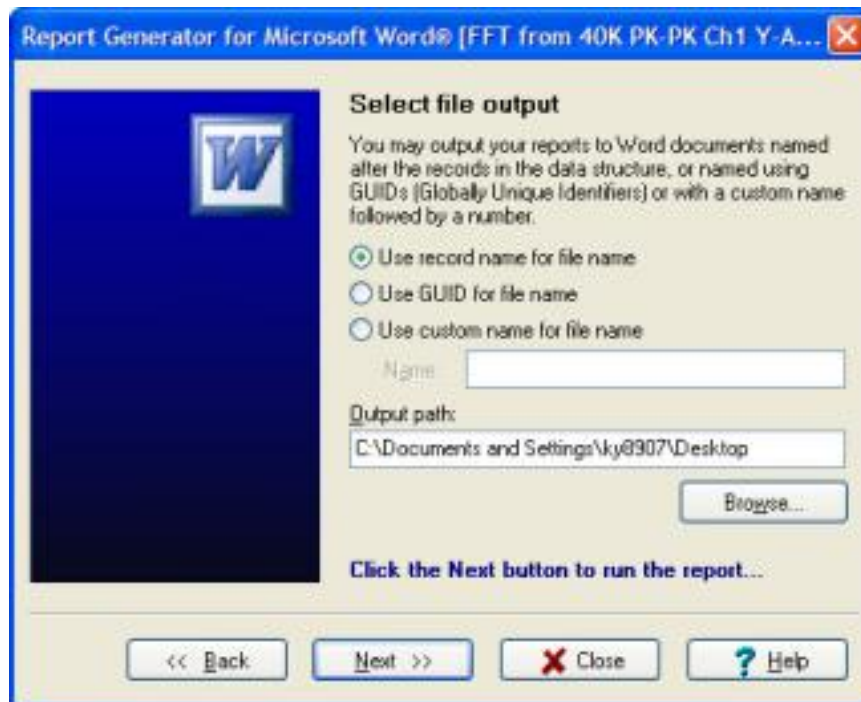 Report Generator for Microsoft Word® [FFT from 40K PK-PK Ch1 Y-A...
W
Select file output
You may output your reports to Word documents named
after the records in the data structure, or named using
GUIDs (Globally Unique Identifiers) or with a custom name
followed by a number.
Use record name for file name
Use GUID for file name
Use custom name for file name
Name
Output path:
C:\Documents and Settings\ky8907\Desktop
Browse...
Click the Next button to run the report...
<< Back
Next >>
Close
? Help